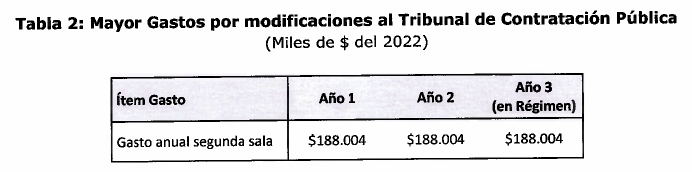 Tabla 2: Mayor Gastos por modificaciones al Tribunal de Contratación Pública
(Miles de $ del 2022)
Ítem Gasto Año 1 Año 2 Año 3
(en Régimen)
Gasto anual segunda sala $188.004 $188.004 $188.004